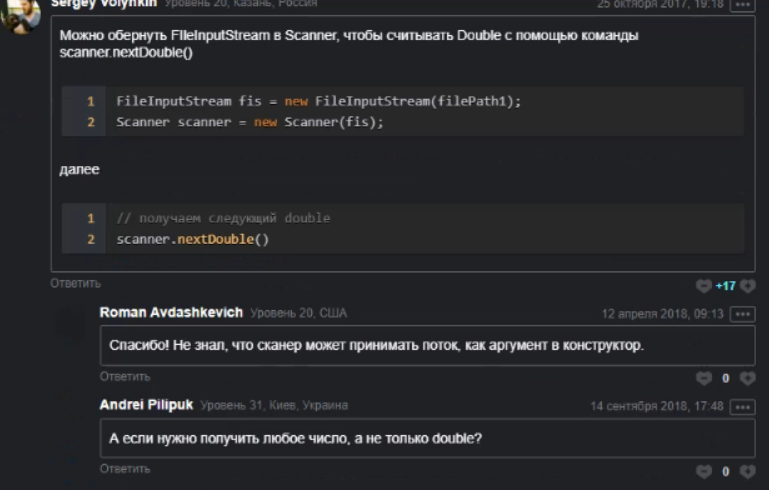 Sergey Volynkin Уровень 20, Казань, Россия 25 октября 2017, 19:18
Можно обернуть FIleInputStream в Scanner, чтобы считывать Double с помощью команды
scanner.nextDouble()
1 FileInputStream fis = new FileInputStream(filePath1);
2 Scanner scanner = new Scanner(fis);
далее
1 // получаем следующий double
2 scanner.nextDouble()
Ответить +17
Roman Avdashkevich Уровень 20, США 12 апреля 2018, 09:13
Спасибо! Не знал, что сканер может принимать поток, как аргумент в конструктор.
Ответить 0
Andrei Pilipuk Уровень 31, Киев, Украина 14 сентября 2018, 17:48
А если нужно получить любое число, а не только double?
Ответить 0